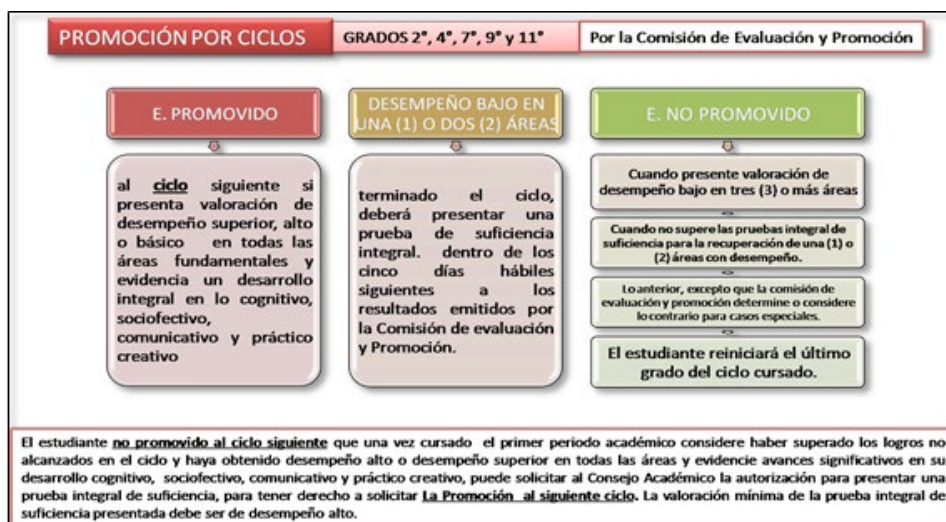 PROMOCIÓN POR CICLOS
GRADOS 2°, 4°, 7°, 9° y 11°
Por la Comisión de Evaluación y Promoción
E. PROMOVIDO
al ciclo siguiente si
presenta valoración de
desempeño superior, alto
o básico en todas las
áreas fundamentales y
evidencia un desarrollo
integral en lo cognitivo,
sociofectivo,
comunicativo y práctico
creativo
DESEMPEÑO BAJO EN
UNA (1) O DOS (2) ÁREAS
terminado el ciclo,
deberá presentar una
prueba de suficiencia
integral. dentro de los
cinco días hábiles
siguientes a los
resultados emitidos por
la Comisión de evaluación
y Promoción.
E. NO PROMOVIDO
Cuando presente valoración de
desempeño bajo en tres (3) o más áreas
Cuando no supere las pruebas integral de
suficiencia para la recuperación de una (1) o
(2) áreas con desempeño.
Lo anterior, excepto que la comisión de
evaluación y promoción determine o considere
lo contrario para casos especiales.
El estudiante reiniciará el último
grado del ciclo cursado.
El estudiante no promovido al ciclo siguiente que una vez cursado el primer periodo académico considere haber superado los logros no
alcanzados en el ciclo y haya obtenido desempeño alto o desempeño superior en todas las áreas y evidencie avances significativos en su
desarrollo cognitivo, sociofectivo, comunicativo y práctico creativo, puede solicitar al Consejo Académico la autorización para presentar una
prueba integral de suficiencia, para tener derecho a solicitar La Promoción al siguiente ciclo. La valoración mínima de la prueba integral de
suficiencia presentada debe ser de desempeño alto.